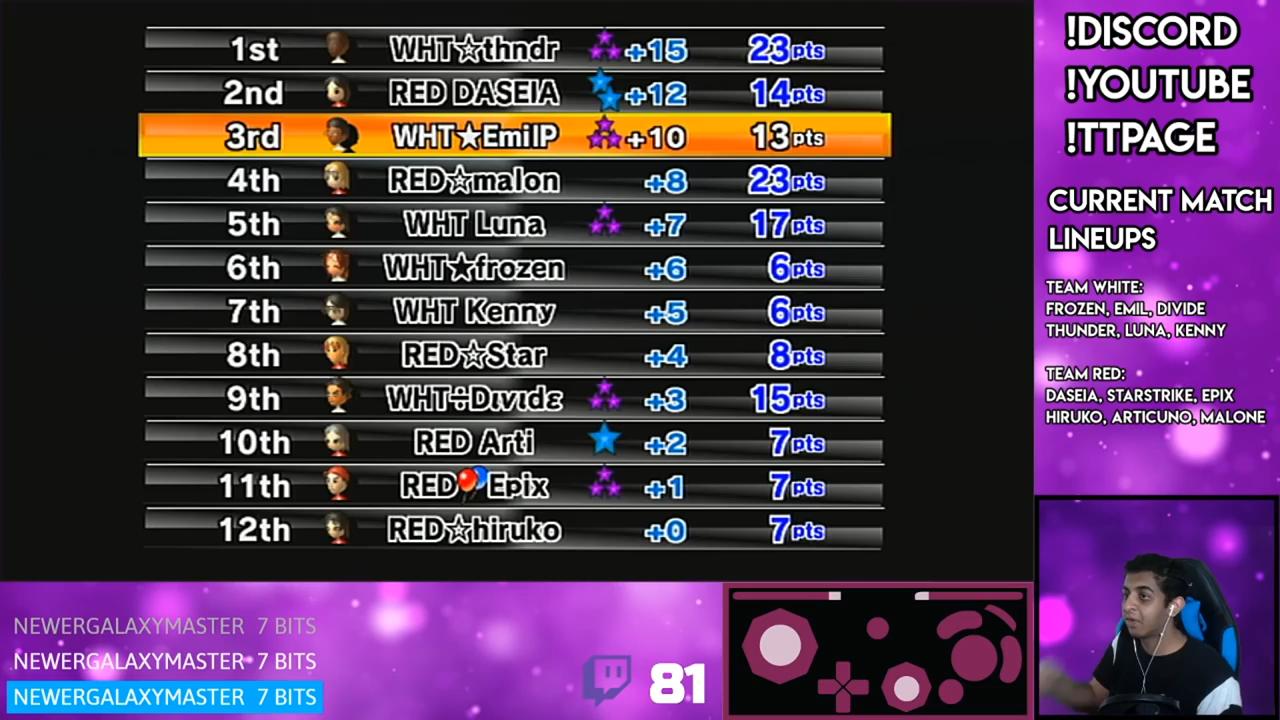 1st WHT☆thndr +15 23pts
2nd RED DASEIA +12 14pts
3rd WHT★EmilP +10 13pts
4th RED☆malon +8 23pts
5th WHT Luna +7 17pts
6th WHT★frozen +6 6pts
7th WHT Kenny +5 6pts
8th RED☆Star +4 8pts
9th WHT÷Dιvιdε +3 15pts
10th RED Arti +2 7pts
11th RED🎈Epix +1 7pts
12th RED☆hiruko +0 7pts
!DISCORD
!YOUTUBE
!TTPAGE
CURRENT MATCH
LINEUPS
TEAM WHITE:
FROZEN, EMIL, DIVIDE
THUNDER, LUNA, KENNY
TEAM RED:
DASEIA, STARSTRIKE, EPIX
HIRUKO, ARTICUNO, MALONE
NEWERGALAXYMASTER 7 BITS
NEWERGALAXYMASTER 7 BITS
NEWERGALAXYMASTER 7 BITS
81